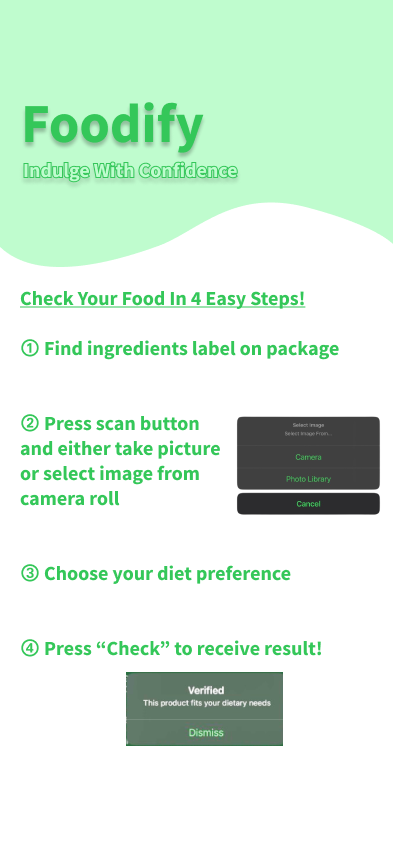 Foodify
Indulge With Confidence
Check Your Food In 4 Easy Steps!
① Find ingredients label on package
② Press scan button
and either take picture
or select image from
camera roll
Select Image
Select Image From...
Camera
Photo Library
Cancel
③ Choose your diet preference
④ Press “Check” to receive result!
Verified
This product fits your dietary needs
Dismiss